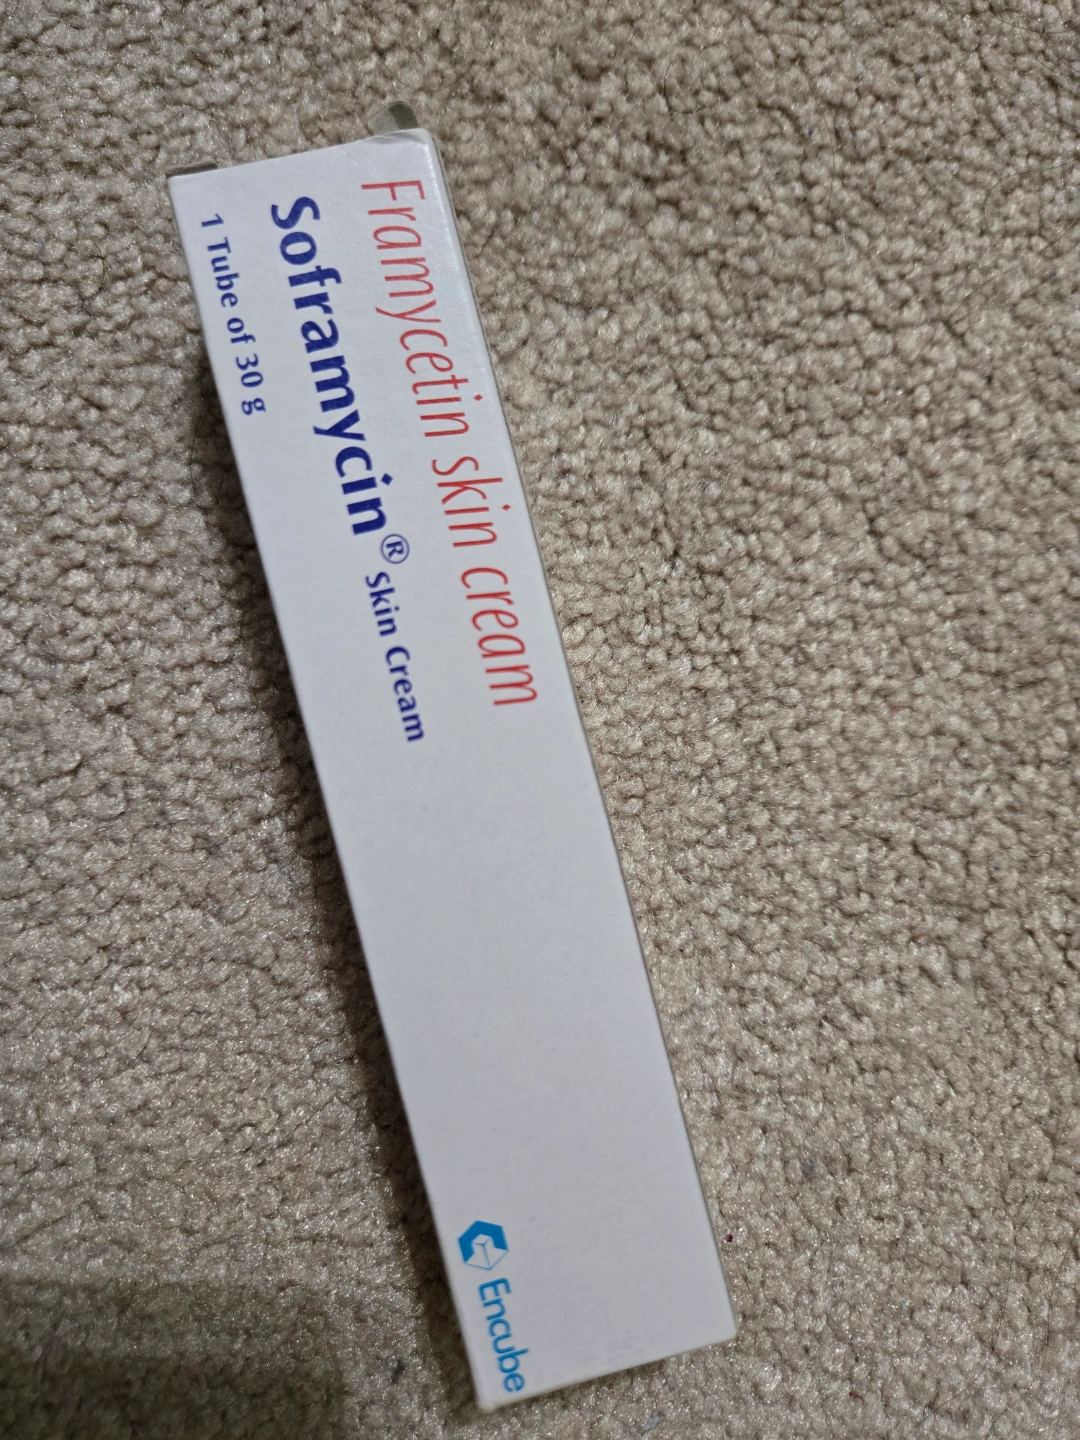 Framycetin skin cream
Soframycin® Skin Cream
1 Tube of 30 g
Encube